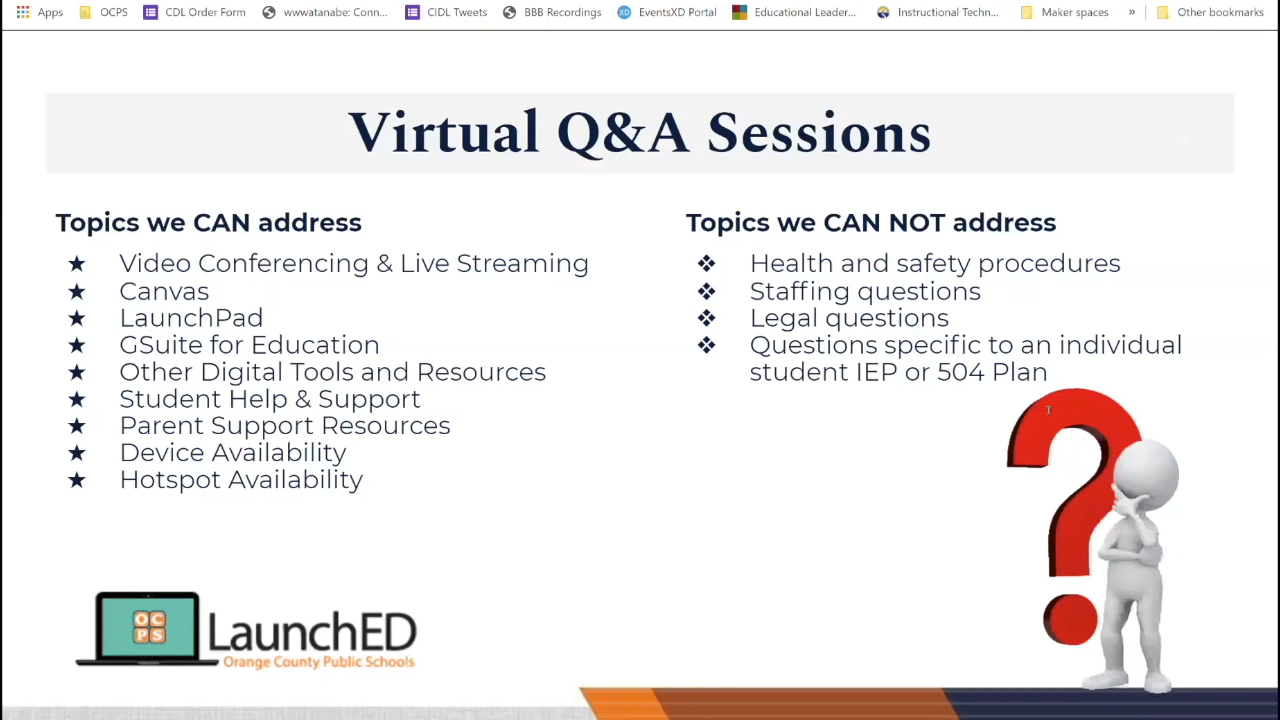 Apps OCPS CDL Order Form wwwatanabe: Conn... CIDL Tweets BBB Recordings EventsXD Portal Educational Leader... Instructional Techn... Maker spaces » Other bookmarks
Virtual Q&A Sessions
Topics we CAN address
★ Video Conferencing & Live Streaming
★ Canvas
★ LaunchPad
★ GSuite for Education
★ Other Digital Tools and Resources
★ Student Help & Support
★ Parent Support Resources
★ Device Availability
★ Hotspot Availability
Topics we CAN NOT address
❖ Health and safety procedures
❖ Staffing questions
❖ Legal questions
❖ Questions specific to an individual
student IEP or 504 Plan
OC
PS
LaunchED
Orange County Public Schools